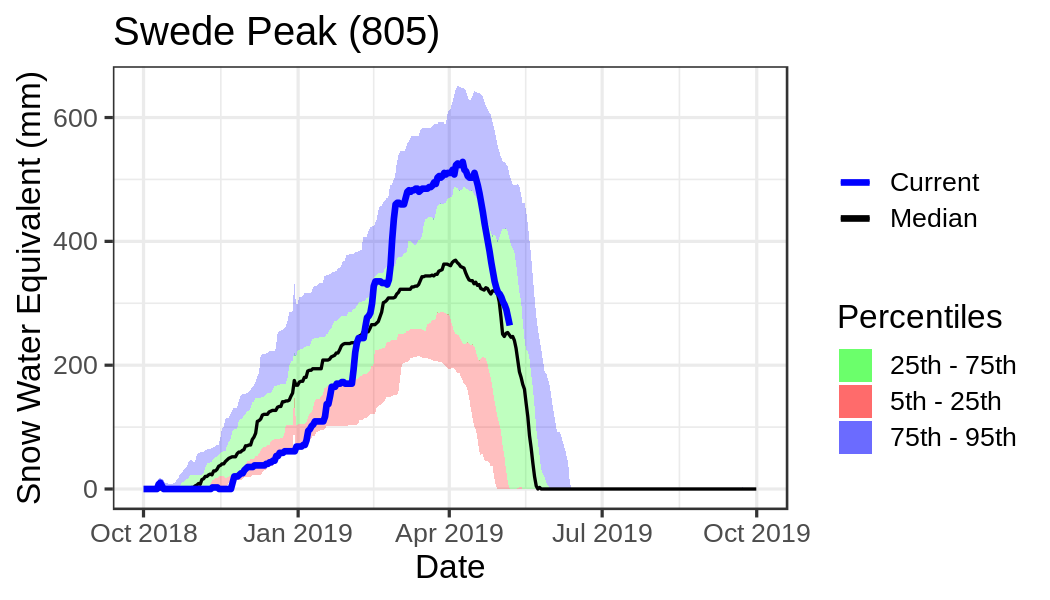 Swede Peak (805)
Snow Water Equivalent (mm)
600
400
200
0
Oct 2018
Jan 2019
Apr 2019
Jul 2019
Oct 2019
Date
Current
Median
Percentiles
25th - 75th
5th - 25th
75th - 95th